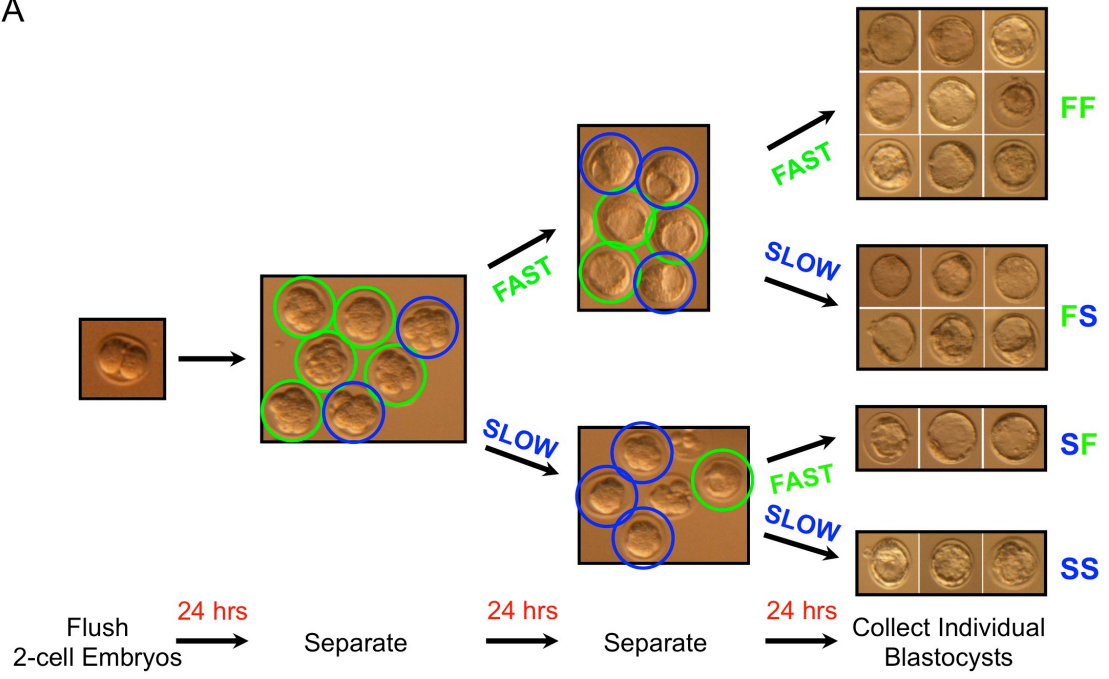 A
FAST
FF
FAST
SLOW
FS
SLOW
FAST
SF
SLOW
SS
24 hrs
24 hrs
24 hrs
Flush
2-cell Embryos
Separate
Separate
Collect Individual
Blastocysts